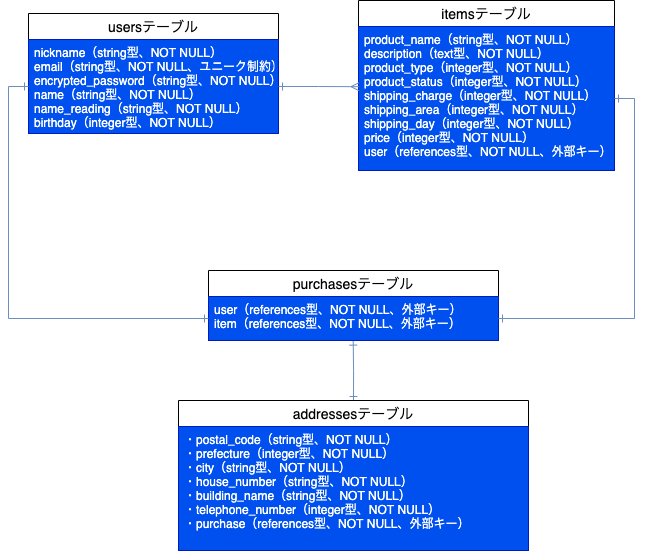 usersテーブル
nickname（string型、NOT NULL）
email（string型、NOT NULL、ユニーク制約）
encrypted_password（string型、NOT NULL）
name（string型、NOT NULL）
name_reading（string型、NOT NULL）
birthday（integer型、NOT NULL）
itemsテーブル
product_name（string型、NOT NULL）
description（text型、NOT NULL）
product_type（integer型、NOT NULL）
product_status（integer型、NOT NULL）
shipping_charge（integer型、NOT NULL）
shipping_area（integer型、NOT NULL）
shipping_day（integer型、NOT NULL）
price（integer型、NOT NULL）
user（references型、NOT NULL、外部キー）
purchasesテーブル
user（references型、NOT NULL、外部キー）
item（references型、NOT NULL、外部キー）
addressesテーブル
・postal_code（string型、NOT NULL）
・prefecture（integer型、NOT NULL）
・city（string型、NOT NULL）
・house_number（string型、NOT NULL）
・building_name（string型、NOT NULL）
・telephone_number（integer型、NOT NULL）
・purchase（references型、NOT NULL、外部キー）